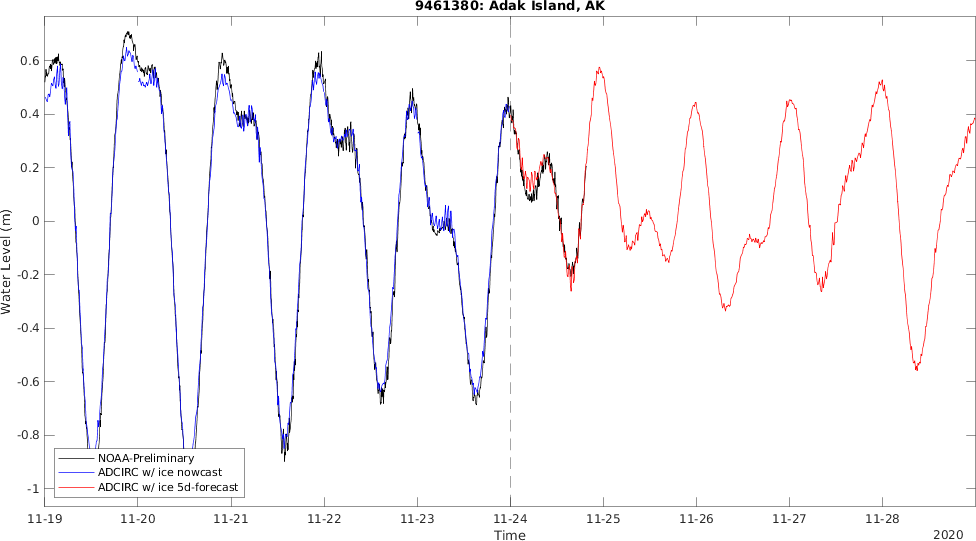 9461380: Adak Island, AK
0.6
0.4
0.2
0
-0.2
-0.4
-0.6
-0.8
-1
Water Level (m)
NOAA-Preliminary
ADCIRC w/ ice nowcast
ADCIRC w/ ice 5d-forecast
11-19 11-20 11-21 11-22 11-23 11-24 11-25 11-26 11-27 11-28
Time
2020